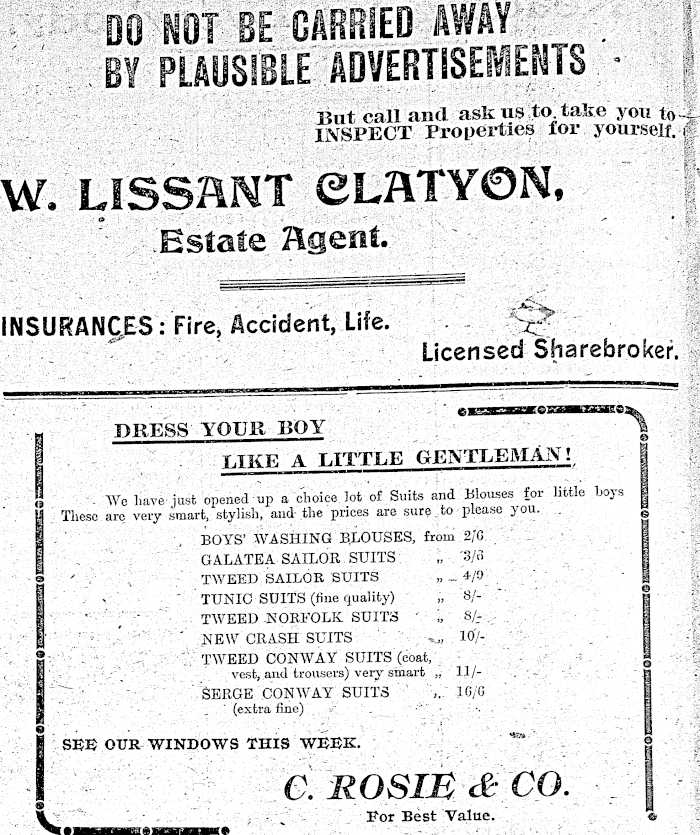 DO NOT BE CARRIED AWAY
BY PLAUSIBLE ADVERTISEMENTS
But call and ask us to take you to
INSPECT Properties for yourself.
W. LISSANT CLATYON,
Estate Agent.
INSURANCES: Fire, Accident, Life.
Licensed Sharebroker.
DRESS YOUR BOY
LIKE A LITTLE GENTLEMAN!
We have just opened up a choice lot of Suits and Blouses for little boys
These are very smart, stylish, and the prices are sure to please you.
BOYS' WASHING BLOUSES, from 2/6
GALATEA SAILOR SUITS „ 3/6
TWEED SAILOR SUITS „ 4/9
TUNIC SUITS (fine quality) „ 8/-
TWEED NORFOLK SUITS „ 8/-
NEW CRASH SUITS „ 10/-
TWEED CONWAY SUITS (coat,
vest, and trousers) very smart „ 11/-
SERGE CONWAY SUITS „ 16/6
(extra fine)
SEE OUR WINDOWS THIS WEEK.
C. ROSIE & CO.
For Best Value.